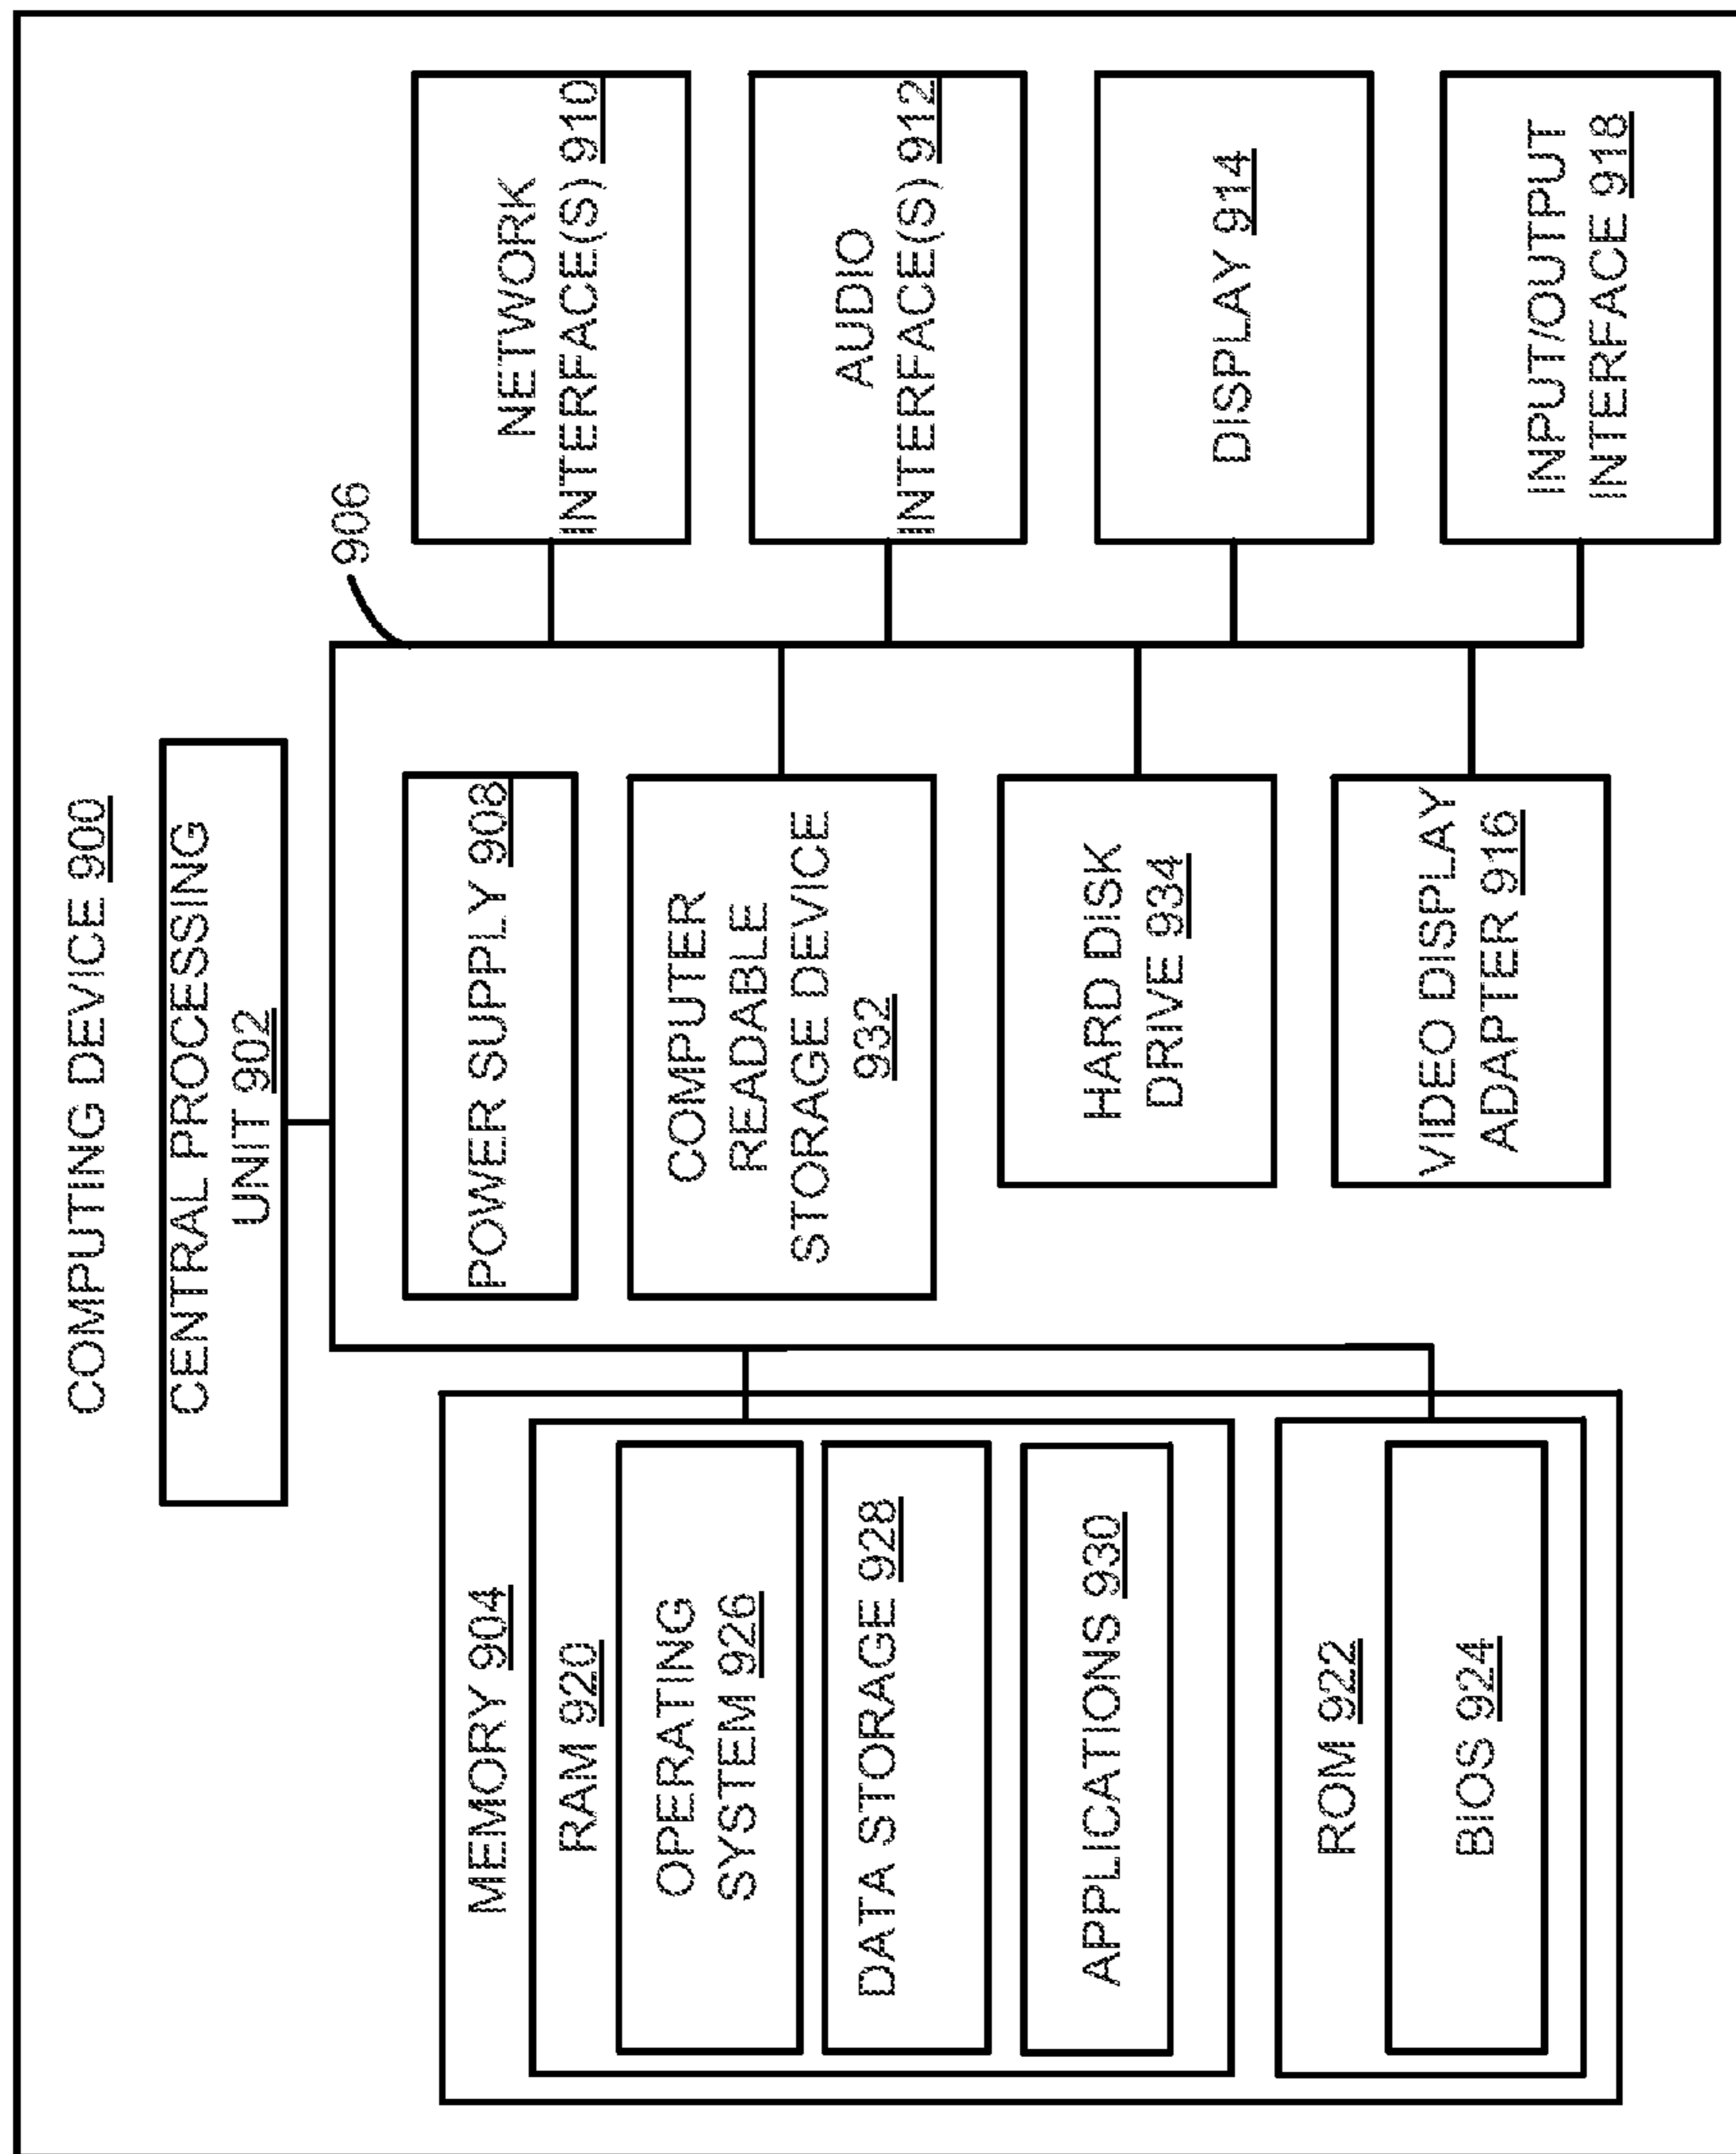 COMPUTING DEVICE 900
CENTRAL PROCESSING
UNIT 902
906
MEMORY 904
RAM 920
OPERATING
SYSTEM 926
DATA STORAGE 928
APPLICATIONS 930
ROM 922
BIOS 924
POWER SUPPLY 908
COMPUTER
READABLE
STORAGE DEVICE
932
HARD DISK
DRIVE 934
VIDEO DISPLAY
ADAPTER 916
NETWORK
INTERFACE(S) 910
AUDIO
INTERFACE(S) 912
DISPLAY 914
INPUT/OUTPUT
INTERFACE 918